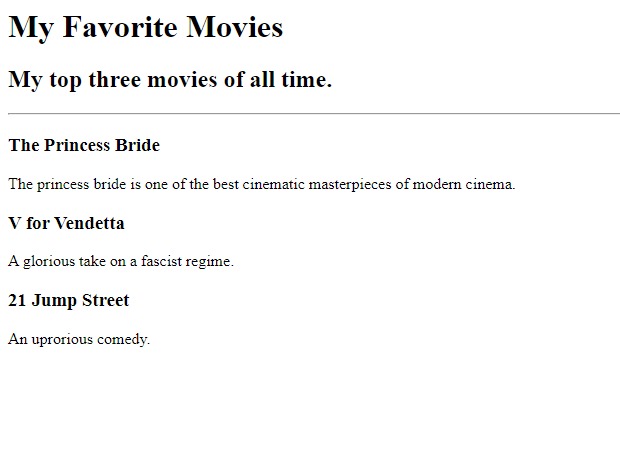 My Favorite Movies
My top three movies of all time.
The Princess Bride
The princess bride is one of the best cinematic masterpieces of modern cinema.
V for Vendetta
A glorious take on a fascist regime.
21 Jump Street
An uprorious comedy.